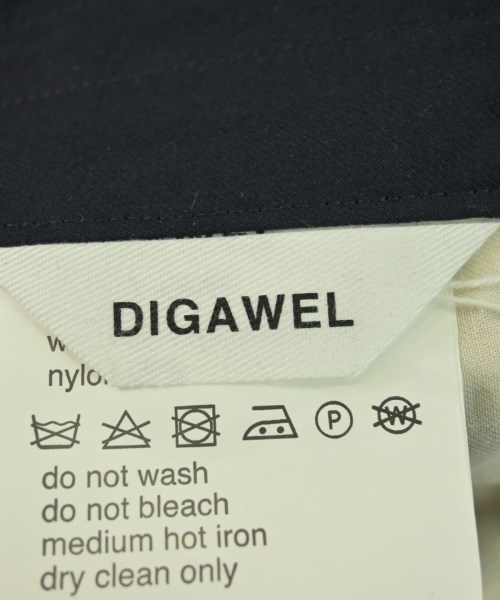 DIGAWEL
P
W
do not wash
do not bleach
medium hot iron
dry clean only